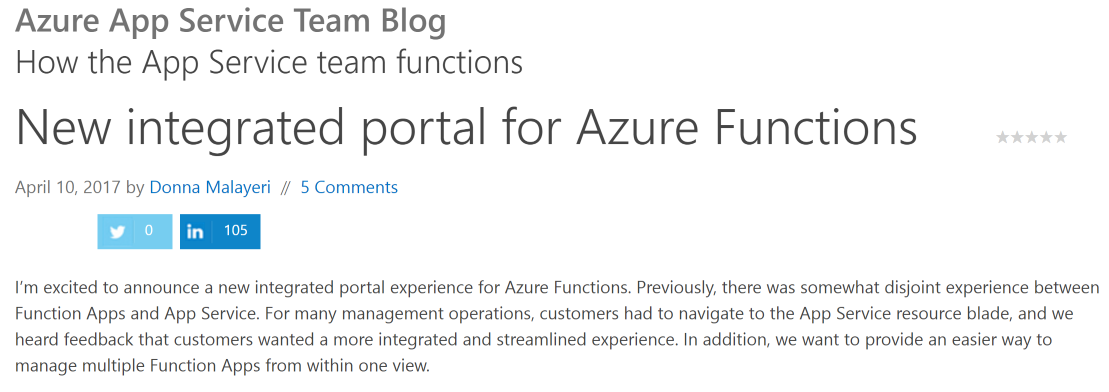 Azure App Service Team Blog
How the App Service team functions
New integrated portal for Azure Functions
April 10, 2017 by Donna Malayeri // 5 Comments
0
in 105
I'm excited to announce a new integrated portal experience for Azure Functions. Previously, there was somewhat disjoint experience between
Function Apps and App Service. For many management operations, customers had to navigate to the App Service resource blade, and we
heard feedback that customers wanted a more integrated and streamlined experience. In addition, we want to provide an easier way to
manage multiple Function Apps from within one view.